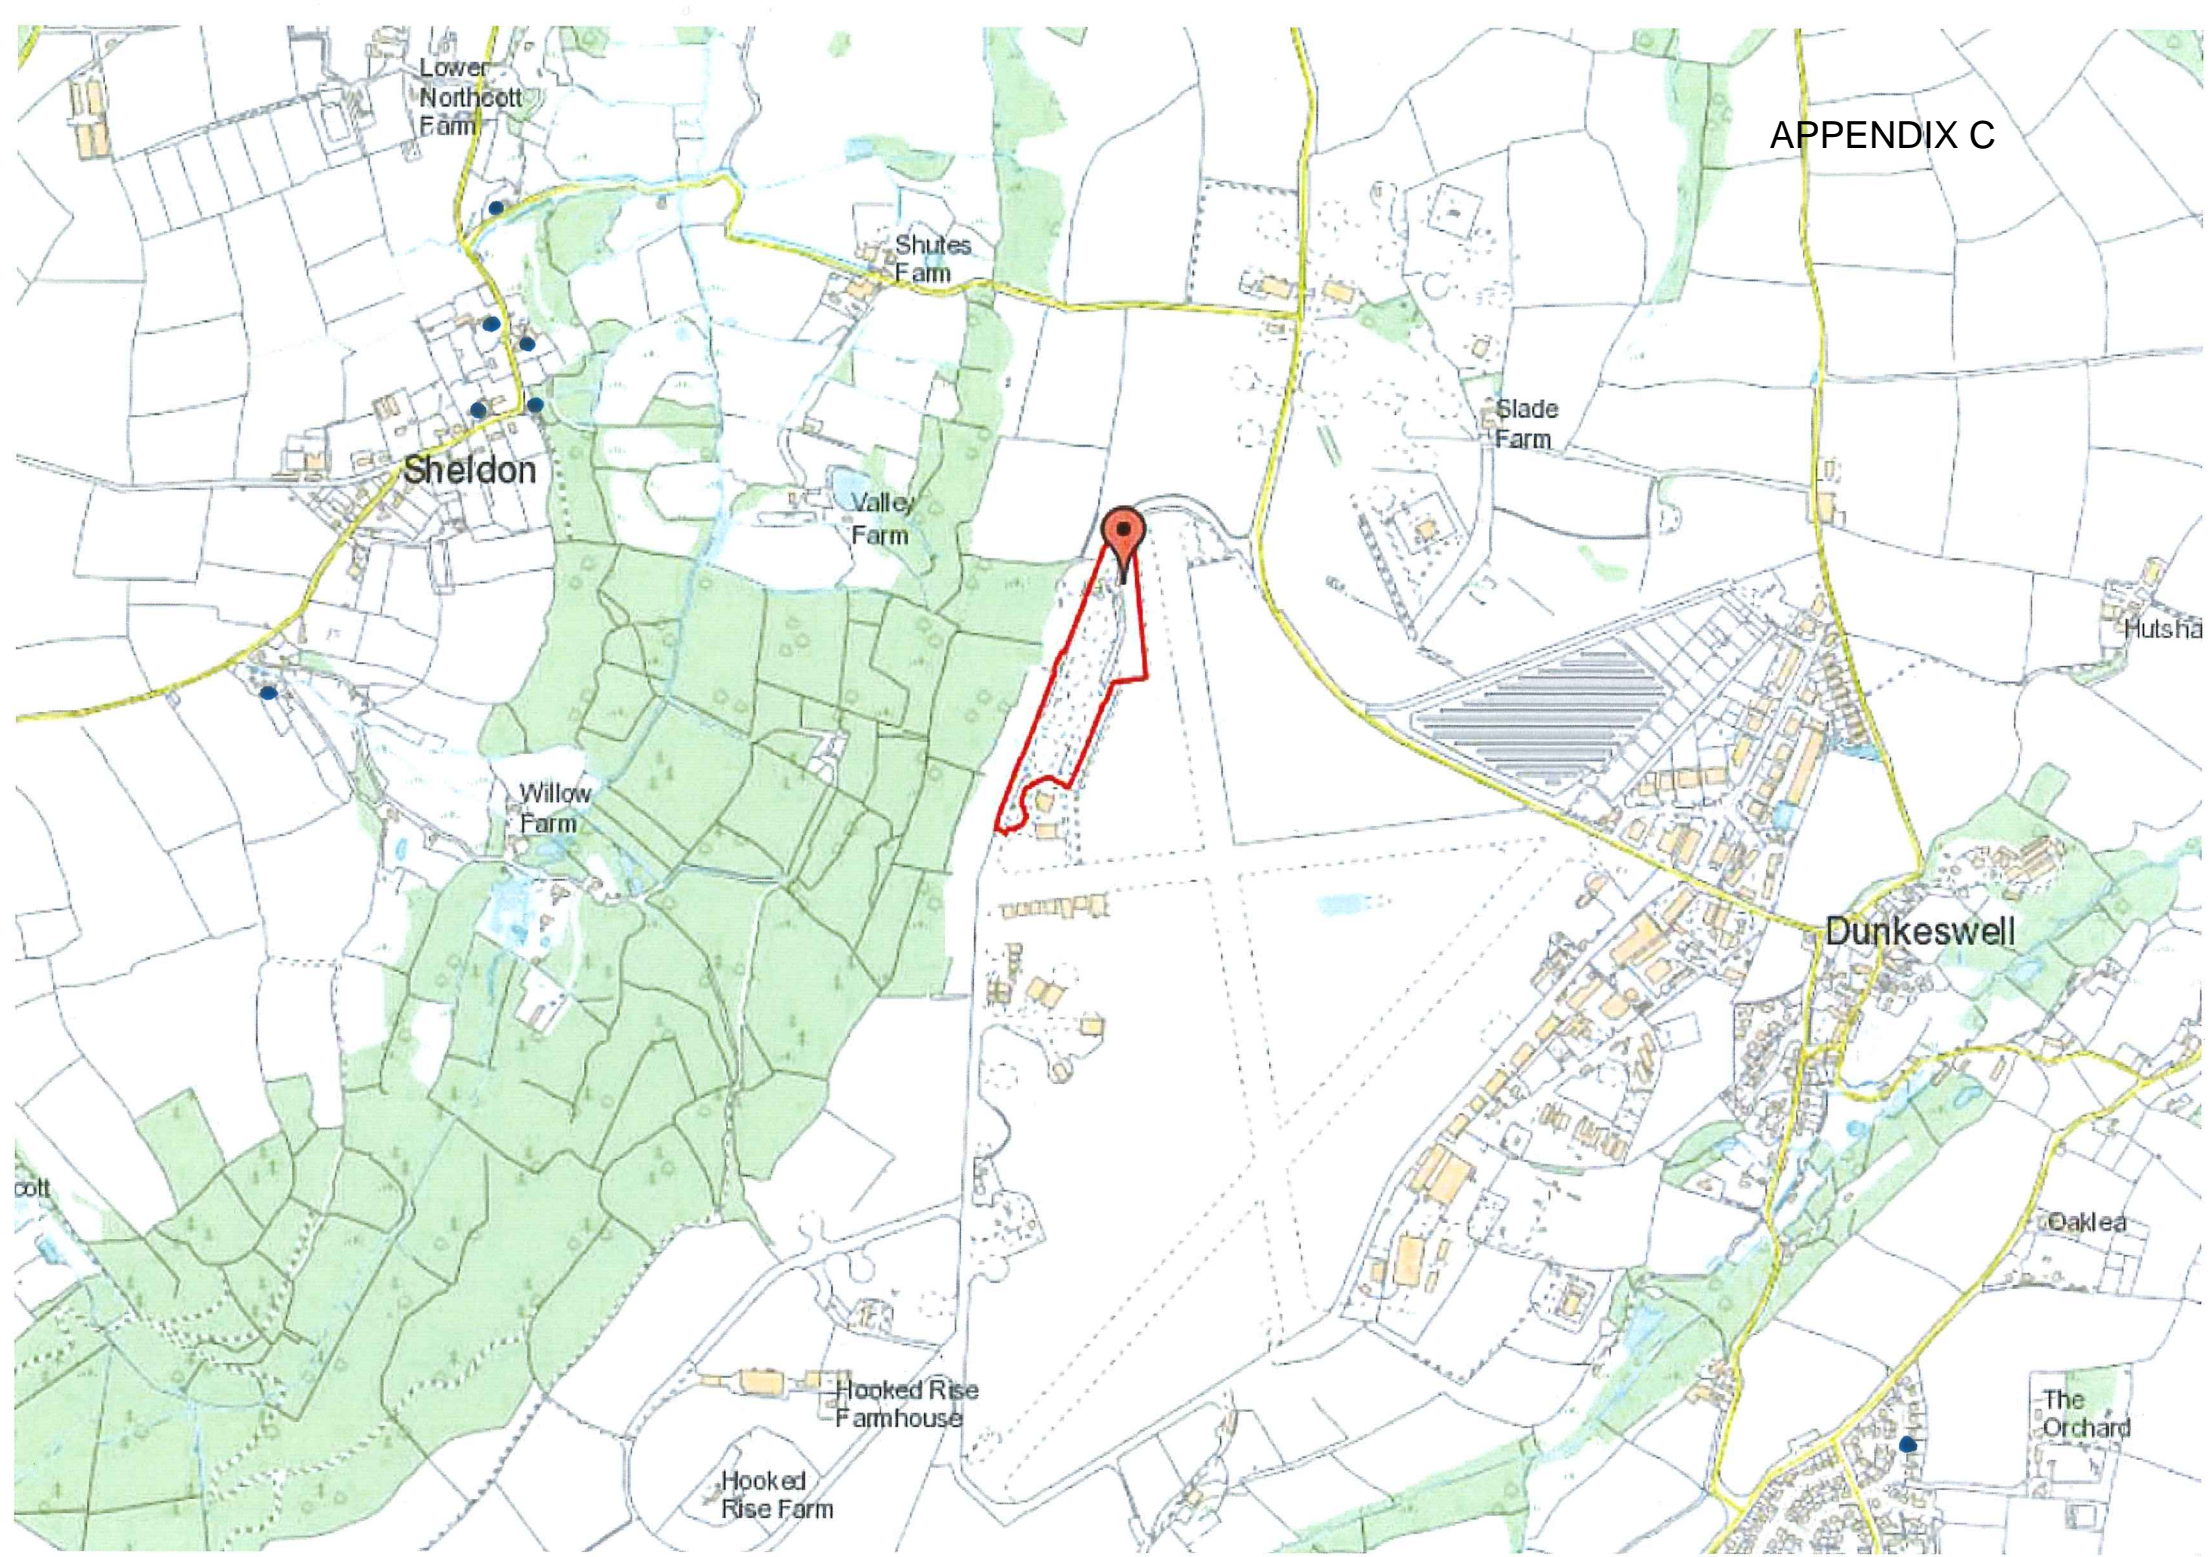 Lower
Northcott
Farm
APPENDIX C
Shutes
Farm
Slade
Farm
Sheldon
Valley
Farm
Hutsha
Willow
Farm
Dunkeswell
cott
Oaklea
Hooked Rise
Farmhouse
The
Orchard
Hooked
Rise Farm